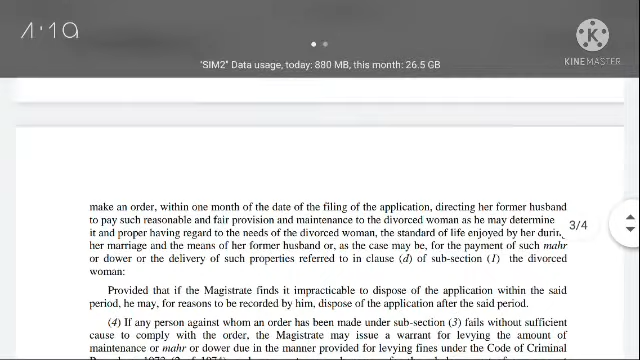 1:19
"SIM2" Data usage, today: 880 MB, this month: 26.5 GB
K
KINEMASTER
make an order, within one month of the date of the filing of the application, directing her former husband
to pay such reasonable and fair provision and maintenance to the divorced woman as he may determine
it and proper having regard to the needs of the divorced woman, the standard of life enjoyed by her during
3/4
her marriage and the means of her former husband or, as the case may be, for the payment of such mahr
or dower or the delivery of such properties referred to in clause (d) of sub-section (1) the divorced
woman:
Provided that if the Magistrate finds it impracticable to dispose of the application within the said
period, he may, for reasons to be recorded by him, dispose of the application after the said period.
(4) If any person against whom an order has been made under sub-section (3) fails without sufficient
cause to comply with the order, the Magistrate may issue a warrant for levying the amount of
maintenance or mahr or dower due in the manner provided for levying fines under the Code of Criminal